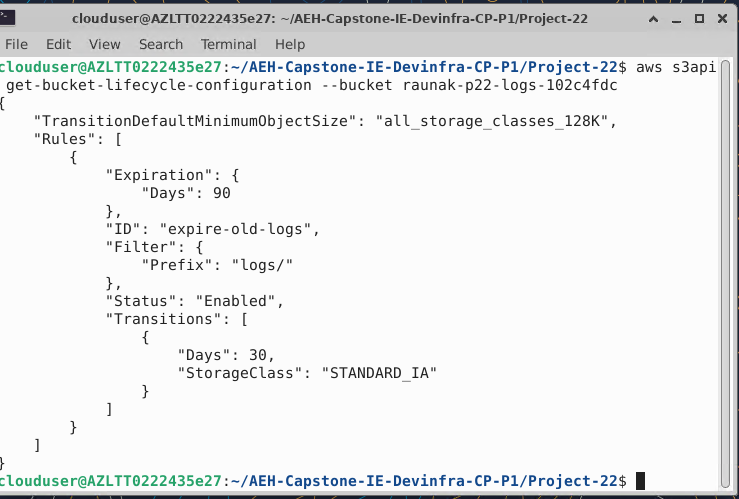 clouduser@AZLTT0222435e27: ~/AEH-Capstone-IE-Devinfra-CP-P1/Project-22
File Edit View Search Terminal Help
clouduser@AZLTT0222435e27:~/AEH-Capstone-IE-Devinfra-CP-P1/Project-22$ aws s3api
get-bucket-lifecycle-configuration --bucket raunak-p22-logs-102c4fdc
{
    "TransitionDefaultMinimumObjectSize": "all_storage_classes_128K",
    "Rules": [
        {
            "Expiration": {
                "Days": 90
            },
            "ID": "expire-old-logs",
            "Filter": {
                "Prefix": "logs/"
            },
            "Status": "Enabled",
            "Transitions": [
                {
                    "Days": 30,
                    "StorageClass": "STANDARD_IA"
                }
            ]
        }
    ]
}
clouduser@AZLTT0222435e27:~/AEH-Capstone-IE-Devinfra-CP-P1/Project-22$